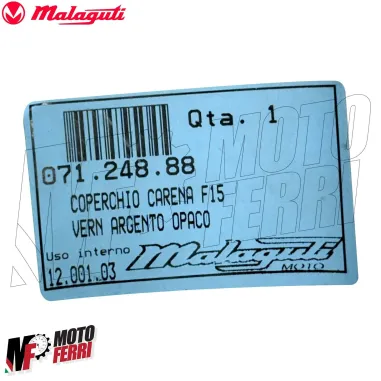 Malaguti
Qta. 1
071.248.88
COPERCHIO CARENA F15
VERN ARGENTO OPACO
Uso interno
12.001.03
Malaguti
MOTO
MOTO
FERRI
MF MOTO
FERRI